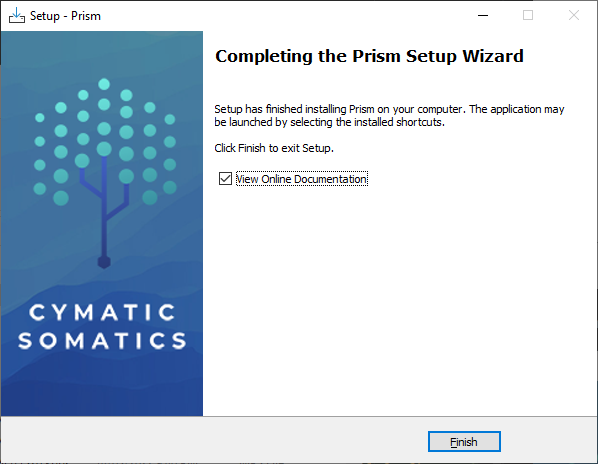 Setup - Prism
Completing the Prism Setup Wizard
Setup has finished installing Prism on your computer. The application may
be launched by selecting the installed shortcuts.
Click Finish to exit Setup.
View Online Documentation
CYMATIC
SOMATICS
Finish